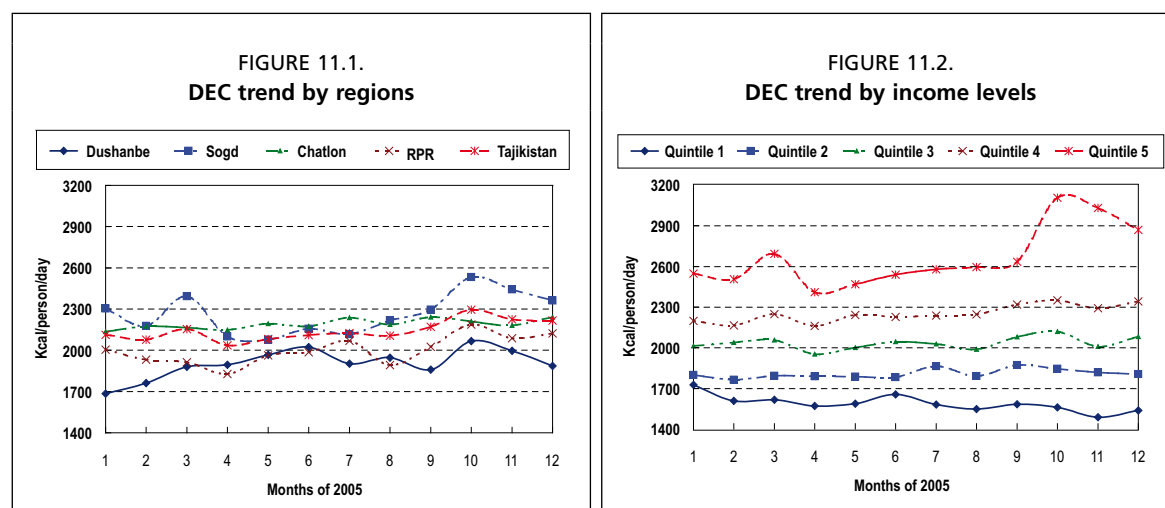 FIGURE 11.1.
DEC trend by regions
Dushanbe Sogd Chatlon RPR Tajikistan
3200
2900
2600
2300
2000
1700
1400
Kcal/person/day
1 2 3 4 5 6 7 8 9 10 11 12
Months of 2005
FIGURE 11.2.
DEC trend by income levels
Quintile 1 Quintile 2 Quintile 3 Quintile 4 Quintile 5
3200
2900
2600
2300
2000
1700
1400
Kcal/person/day
1 2 3 4 5 6 7 8 9 10 11 12
Months of 2005